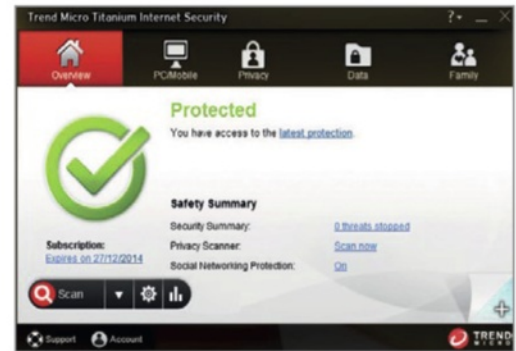 Trend Micro Titanium Internet Security
?
Overview
PC/Mobile
Privacy
Data
Family
Protected
You have access to the latest protection.
Safety Summary
Security Summary: 0 threats stopped
Privacy Scanner: Scan now
Social Networking Protection: On
Subscription:
Expires on 27/12/2014
Scan
Support
Account
TREND
MICRO